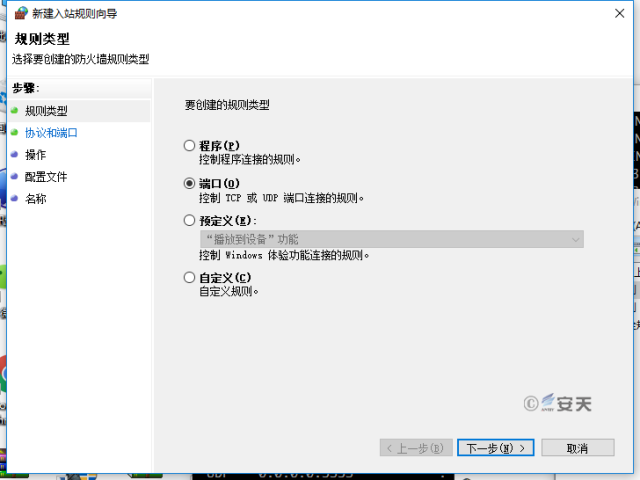 新建入站规则向导
规则类型
选择要创建的防火墙规则类型
步骤:
规则类型
协议和端口
操作
配置文件
名称
要创建的规则类型
程序(P)
控制程序连接的规则。
端口(O)
控制 TCP 或 UDP 端口连接的规则。
预定义(E):
“播放到设备”功能
控制 Windows 体验功能连接的规则。
自定义(C)
自定义规则。
© 安天
< 上一步(B)
下一步(N) >
取消